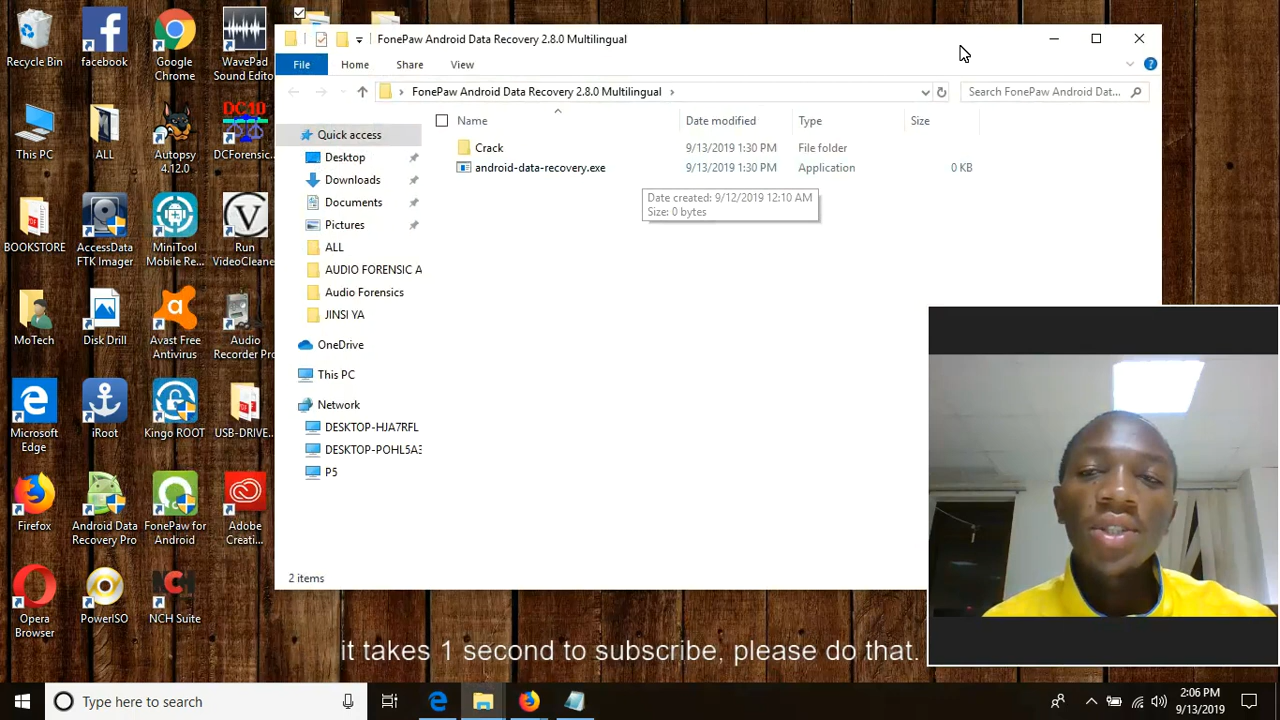 FonePaw Android Data Recovery 2.8.0 Multilingual
File
Home
Share
View
FonePaw Android Data Recovery 2.8.0 Multilingual
Search FonePaw Android Dat...
Name
Date modified
Type
Size
Crack
9/13/2019 1:30 PM
File folder
android-data-recovery.exe
9/13/2019 1:30 PM
Application
0 KB
Date created: 9/12/2019 12:10 AM
Size: 0 bytes
Quick access
Desktop
Downloads
Documents
Pictures
ALL
AUDIO FORENSIC A
Audio Forensics
JINSI YA
OneDrive
This PC
Network
DESKTOP-HJA7RFL
DESKTOP-POHL5A3
P5
2 items
Recycle Bin
facebook
Google
Chrome
WavePad
Sound Edito
This PC
ALL
Autopsy
4.12.0
DC10
DCForensic...
BOOKSTORE
AccessData
FTK Imager
MiniTool
Mobile Re...
Run
VideoCleane
MoTech
Disk Drill
Avast Free
Antivirus
Audio
Recorder Pro
Microsoft
Edge
iRoot
Kingo ROOT
USB-DRIVE...
Firefox
Android Data
Recovery Pro
FonePaw for
Android
Adobe
Creati...
Opera
Browser
PowerISO
NCH
NCH Suite
it takes 1 second to subscribe, please do that.
Type here to search
2:06 PM
9/13/2019